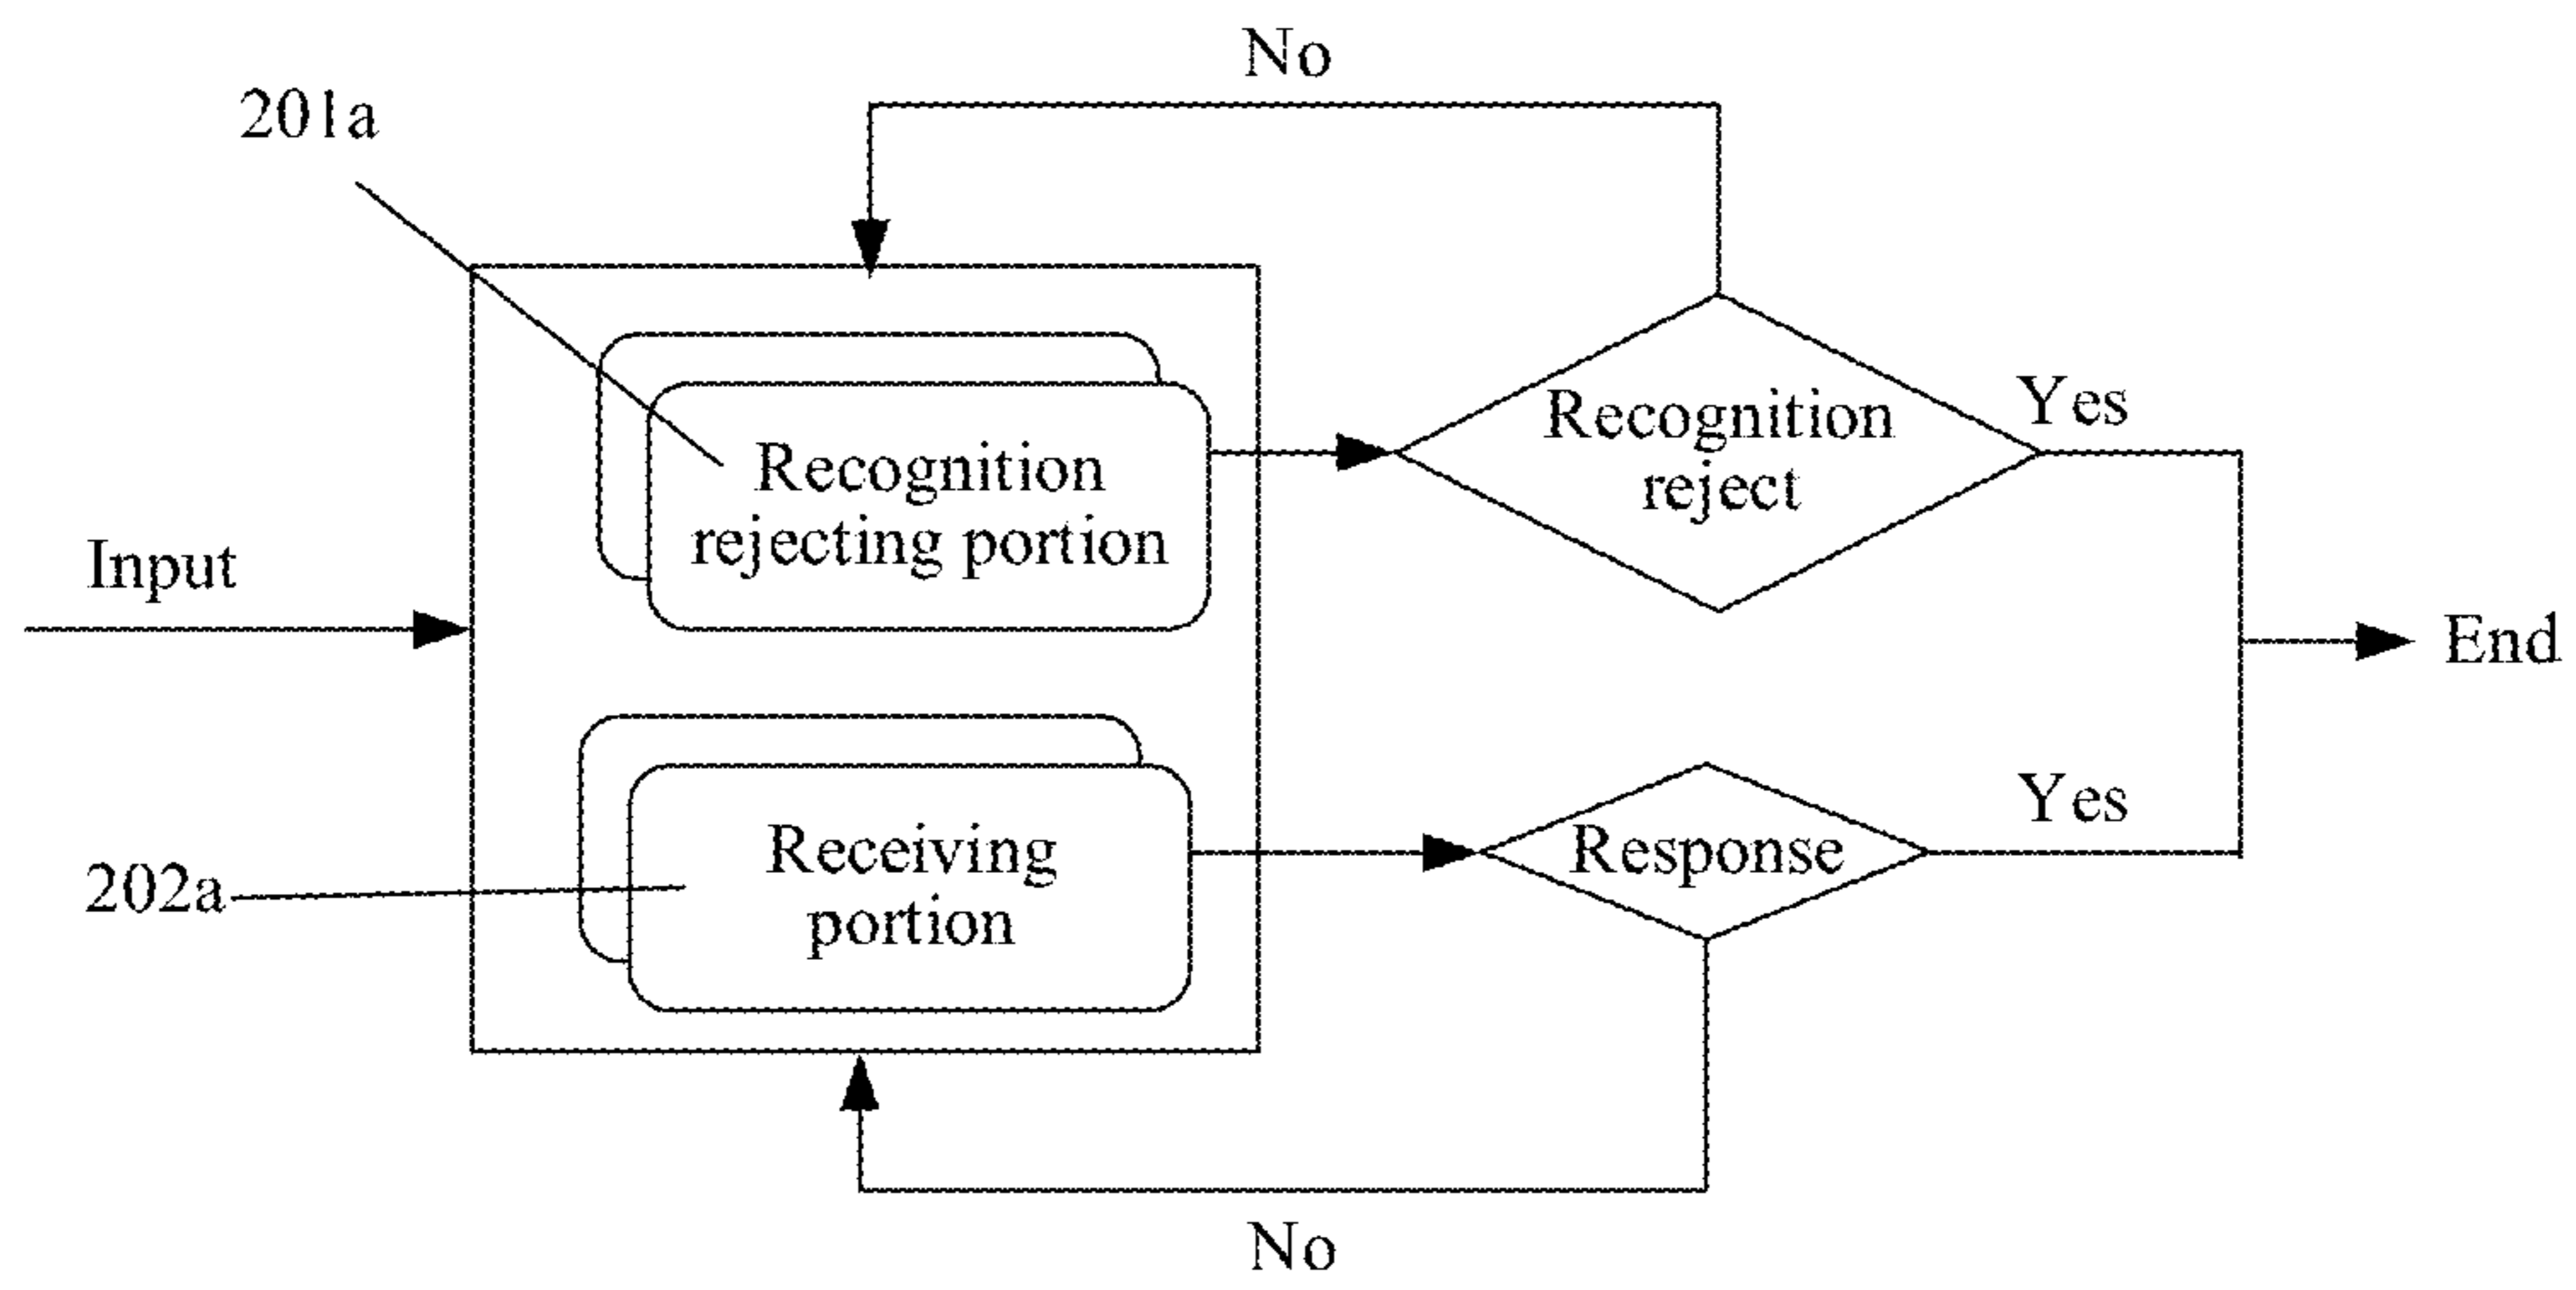 No
201a
Recognition
rejecting portion
Recognition
reject
Yes
Input
End
Receiving
portion
Response
Yes
202a
No